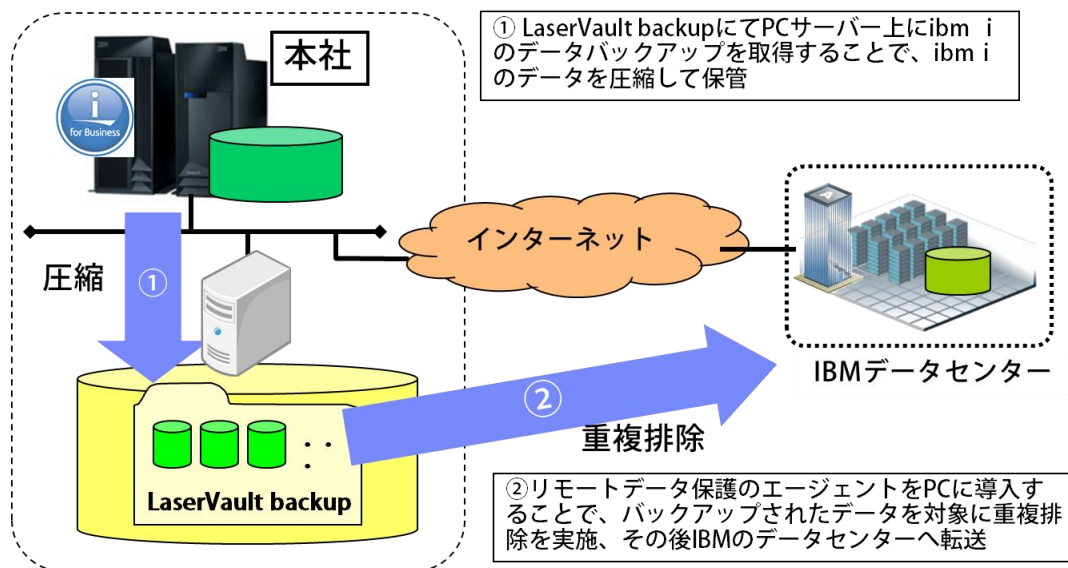 ① LaserVault backupにてPCサーバー上にibm i
のデータバックアップを取得することで、ibm i
のデータを圧縮して保管
本社
IBM
i
for Business
A
インターネット
圧縮
①
IBMデータセンター
②
重複排除
LaserVault backup
②リモートデータ保護のエージェントをPCに導入す
ることで、バックアップされたデータを対象に重複排
除を実施、その後IBMのデータセンターへ転送